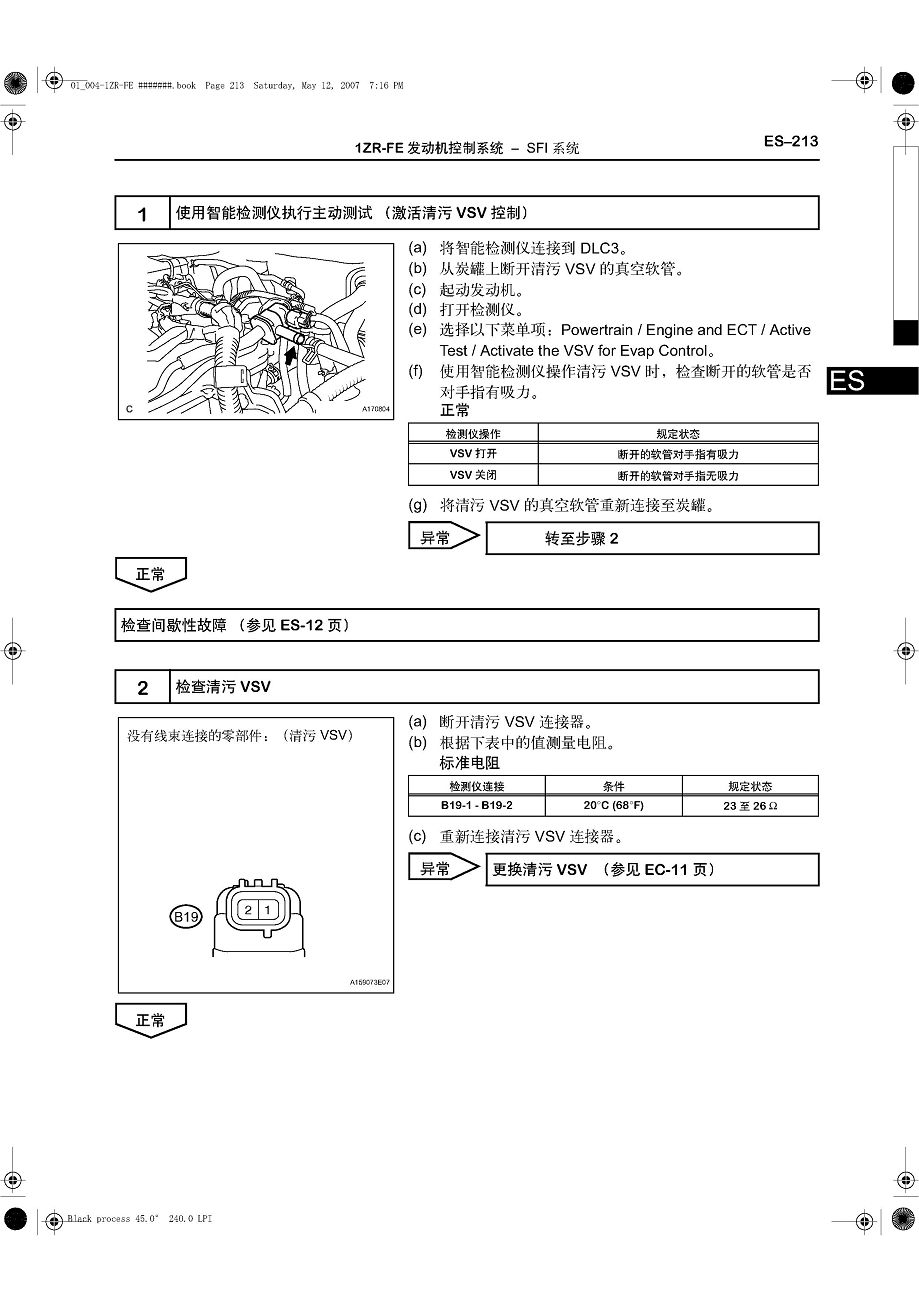 01_004-1ZR-FE #######.book Page 213 Saturday, May 12, 2007 7:16 PM
1ZR-FE 发动机控制系统 – SFI 系统
ES–213
1 使用智能检测仪执行主动测试 （激活清污 VSV 控制）
(a) 将智能检测仪连接到 DLC3。
(b) 从炭罐上断开清污 VSV 的真空软管。
(c) 起动发动机。
(d) 打开检测仪。
(e) 选择以下菜单项：Powertrain / Engine and ECT / Active
Test / Activate the VSV for Evap Control。
(f) 使用智能检测仪操作清污 VSV 时，检查断开的软管是否
对手指有吸力。
正常
C
A170804
ES
检测仪操作 规定状态
VSV 打开 断开的软管对手指有吸力
VSV 关闭 断开的软管对手指无吸力
(g) 将清污 VSV 的真空软管重新连接至炭罐。
异常 转至步骤 2
正常
检查间歇性故障 （参见 ES-12 页）
2 检查清污 VSV
没有线束连接的零部件：（清污 VSV）
B19
2 1
A159073E07
(a) 断开清污 VSV 连接器。
(b) 根据下表中的值测量电阻。
标准电阻
检测仪连接 条件 规定状态
B19-1 - B19-2 20°C (68°F) 23 至 26 Ω
(c) 重新连接清污 VSV 连接器。
异常 更换清污 VSV （参见 EC-11 页）
正常
Black process 45.0° 240.0 LPI